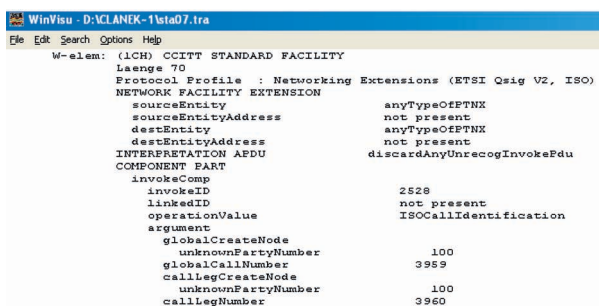 WinVisu - D:\CLANEK~1\sta07.tra
File Edit Search Options Help
W-elem: (1CH) CCITT STANDARD FACILITY
Laenge 70
Protocol Profile : Networking Extensions (ETSI Qsig V2, ISO)
NETWORK FACILITY EXTENSION
sourceEntity anyTypeOfPTNX
sourceEntityAddress not present
destEntity anyTypeOfPTNX
destEntityAddress not present
INTERPRETATION APDU discardAnyUnrecogInvokePdu
COMPONENT PART
invokeComp
invokeID 2528
linkedID not present
operationValue ISOCallIdentification
argument
globalCreateNode
unknownPartyNumber 100
globalCallNumber 3959
callLegCreateNode
unknownPartyNumber 100
callLegNumber 3960